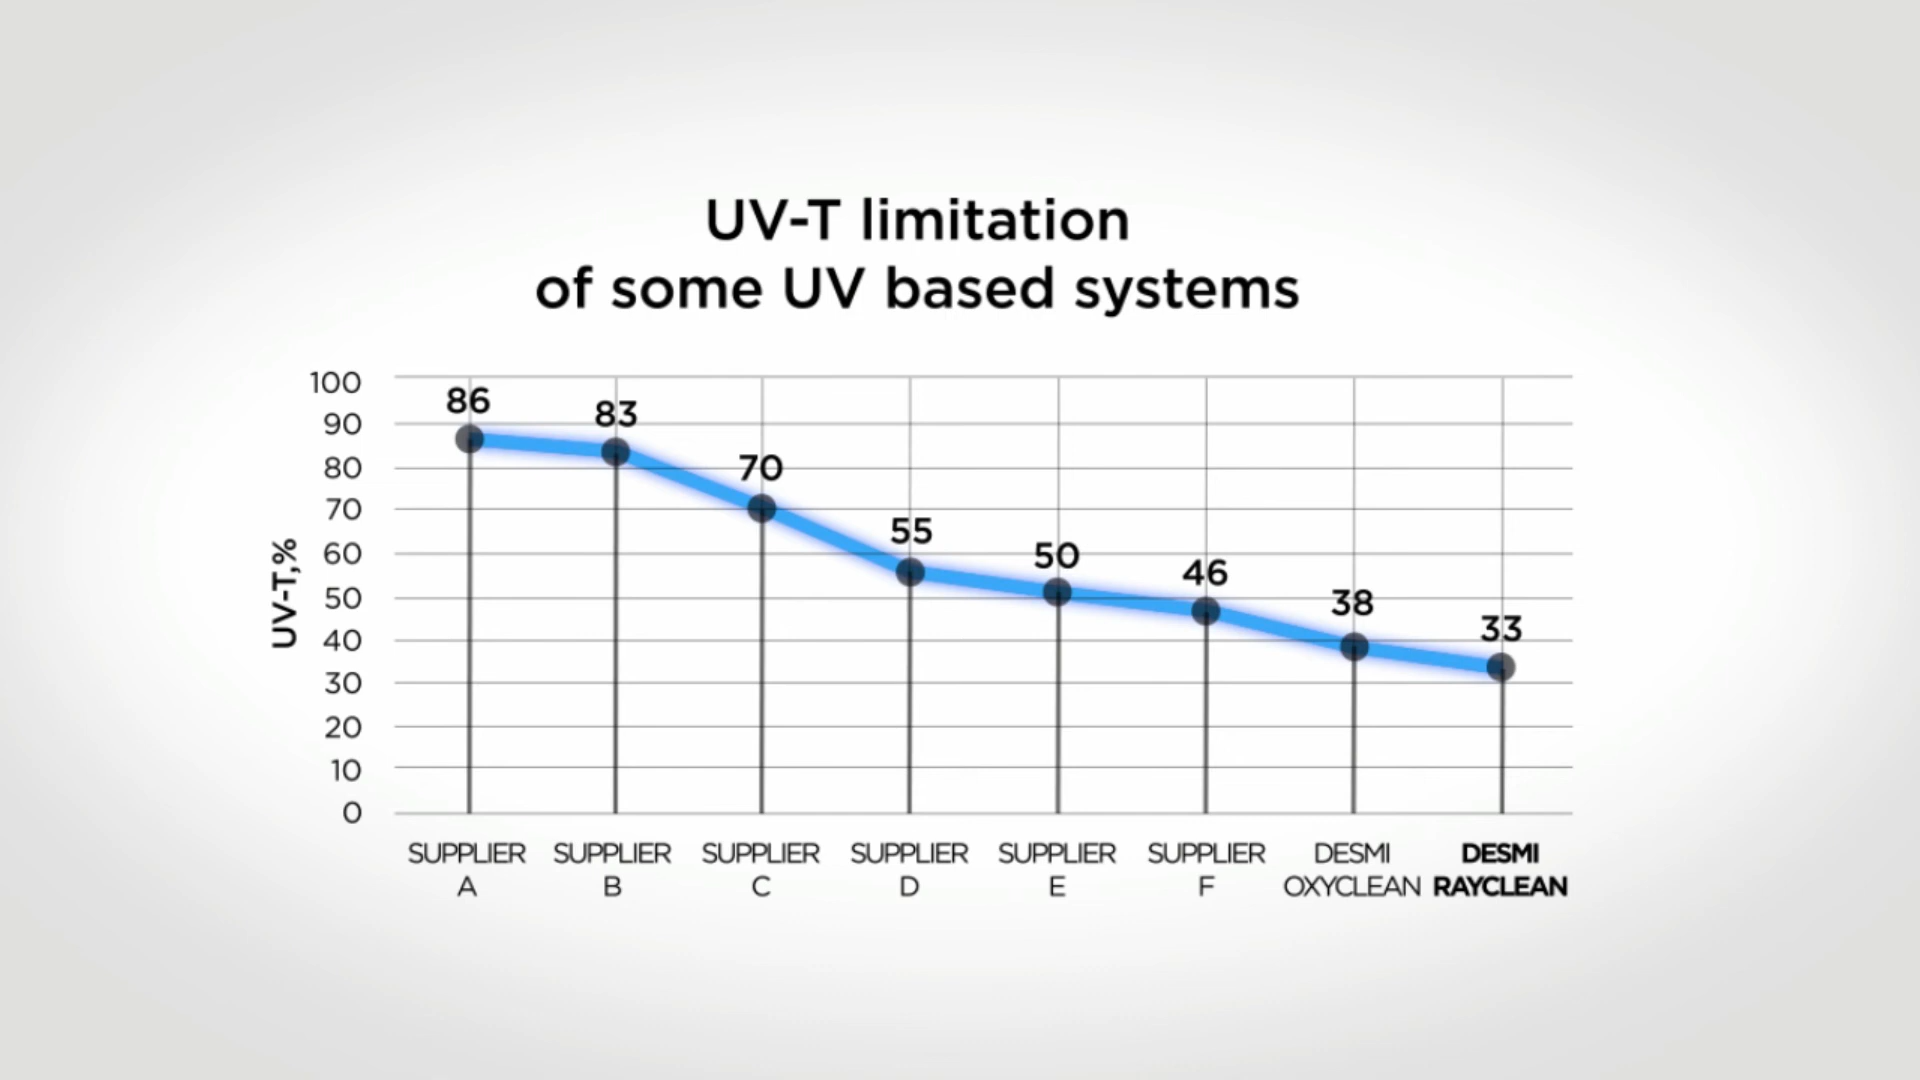 UV-T limitation
of some UV based systems
UV-T,%
100
90
80
70
60
50
40
30
20
10
0
86
83
70
55
50
46
38
33
SUPPLIER A
SUPPLIER B
SUPPLIER C
SUPPLIER D
SUPPLIER E
SUPPLIER F
DESMI OXYCLEAN
DESMI RAYCLEAN